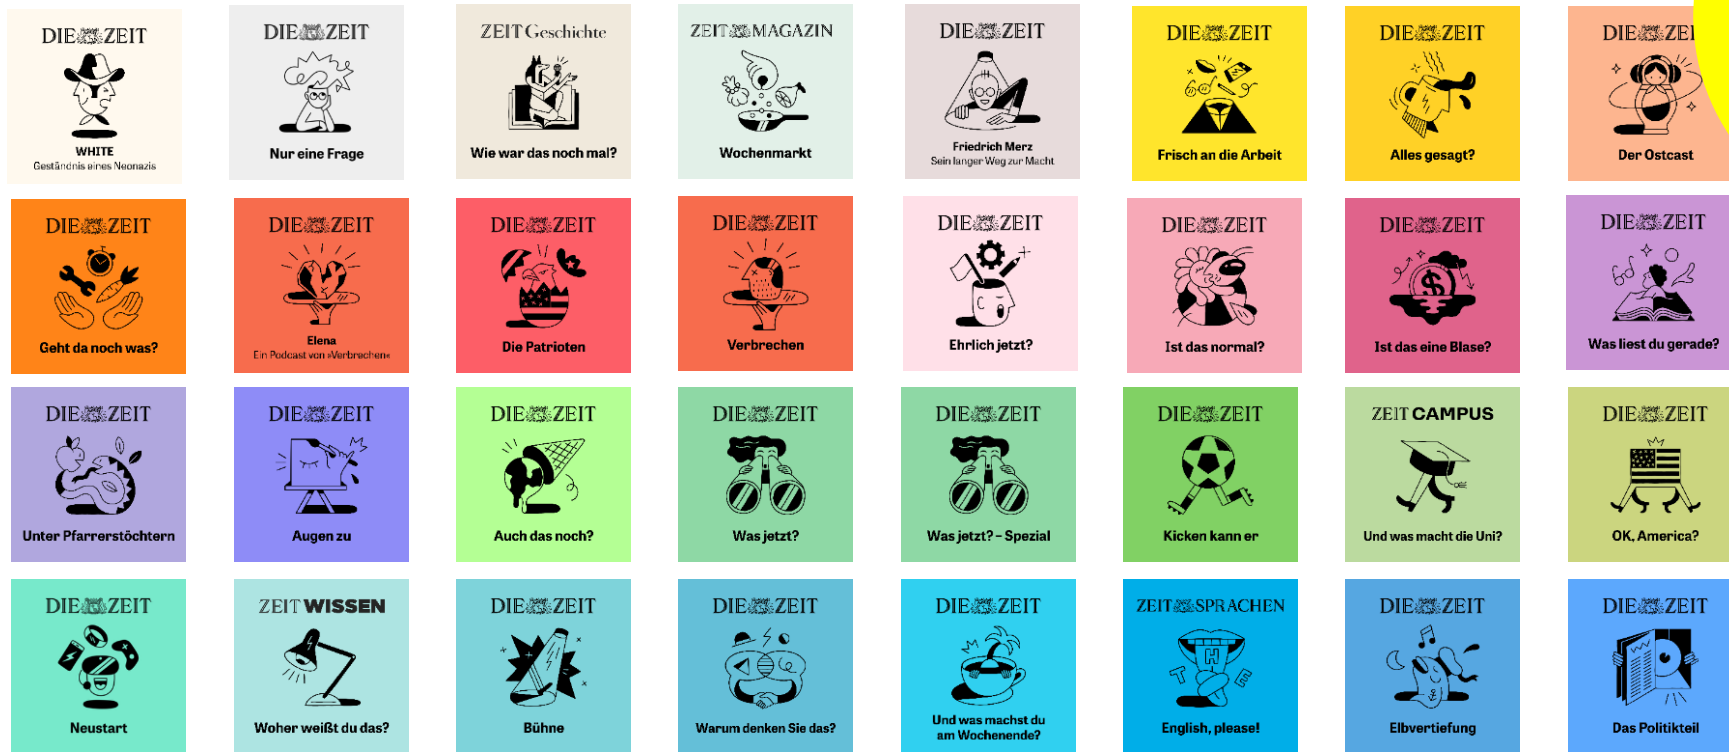 DIE ZEIT
WHITE
Geständnis eines Neonazis
DIE ZEIT
Nur eine Frage
ZEIT Geschichte
Wie war das noch mal?
ZEIT MAGAZIN
Wochenmarkt
DIE ZEIT
Friedrich Merz
Sein langer Weg zur Macht
DIE ZEIT
Frisch an die Arbeit
DIE ZEIT
Alles gesagt?
DIE ZEI
Der Ostcast
DIE ZEIT
Geht da noch was?
DIE ZEIT
Elena
Ein Podcast von »Verbrechen«
DIE ZEIT
Die Patrioten
DIE ZEIT
Verbrechen
DIE ZEIT
Ehrlich jetzt?
DIE ZEIT
Ist das normal?
DIE ZEIT
$
Ist das eine Blase?
DIE ZEIT
Was liest du gerade?
DIE ZEIT
Unter Pfarrerstöchtern
DIE ZEIT
Augen zu
DIE ZEIT
Auch das noch?
DIE ZEIT
Was jetzt?
DIE ZEIT
Was jetzt? – Spezial
DIE ZEIT
Kicken kann er
ZEIT CAMPUS
Und was macht die Uni?
DIE ZEIT
OK, America?
DIE ZEIT
Neustart
ZEIT WISSEN
Woher weißt du das?
DIE ZEIT
Bühne
DIE ZEIT
Warum denken Sie das?
DIE ZEIT
Und was machst du
am Wochenende?
ZEIT SPRACHEN
T H E
English, please!
DIE ZEIT
Elbvertiefung
DIE ZEIT
Das Politikteil